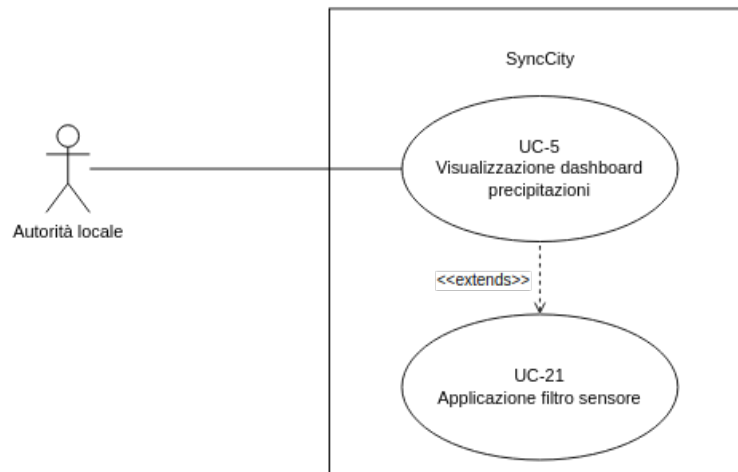 SyncCity
UC-5
Visualizzazione dashboard
precipitazioni
Autorità locale
<<extends>>
UC-21
Applicazione filtro sensore